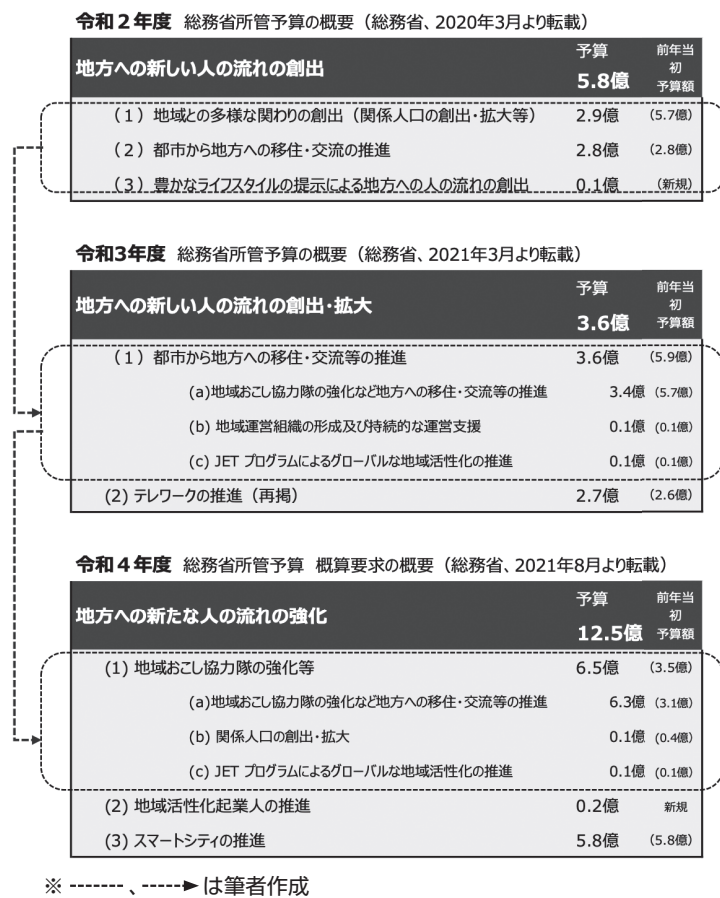 令和２年度 総務省所管予算の概要（総務省、2020年3月より転載）
地方への新しい人の流れの創出 予算 5.8億 前年当初予算額
（1）地域との多様な関わりの創出（関係人口の創出・拡大等） 2.9億 (5.7億)
（2）都市から地方への移住・交流の推進 2.8億 (2.8億)
（3）豊かなライフスタイルの提示による地方への人の流れの創出 0.1億 (新規)
令和3年度 総務省所管予算の概要（総務省、2021年3月より転載）
地方への新しい人の流れの創出・拡大 予算 3.6億 前年当初予算額
（1）都市から地方への移住・交流等の推進 3.6億 (5.9億)
(a)地域おこし協力隊の強化など地方への移住・交流等の推進 3.4億 (5.7億)
(b) 地域運営組織の形成及び持続的な運営支援 0.1億 (0.1億)
(c) JET プログラムによるグローバルな地域活性化の推進 0.1億 (0.1億)
(2) テレワークの推進（再掲） 2.7億 (2.6億)
令和４年度 総務省所管予算 概算要求の概要（総務省、2021年8月より転載）
地方への新たな人の流れの強化 予算 12.5億 前年当初予算額
(1) 地域おこし協力隊の強化等 6.5億 (3.5億)
(a)地域おこし協力隊の強化など地方への移住・交流等の推進 6.3億 (3.1億)
(b) 関係人口の創出・拡大 0.1億 (0.4億)
(c) JET プログラムによるグローバルな地域活性化の推進 0.1億 (0.1億)
(2) 地域活性化起業人の推進 0.2億 新規
(3) スマートシティの推進 5.8億 (5.8億)
※ --------、-----▶ は筆者作成